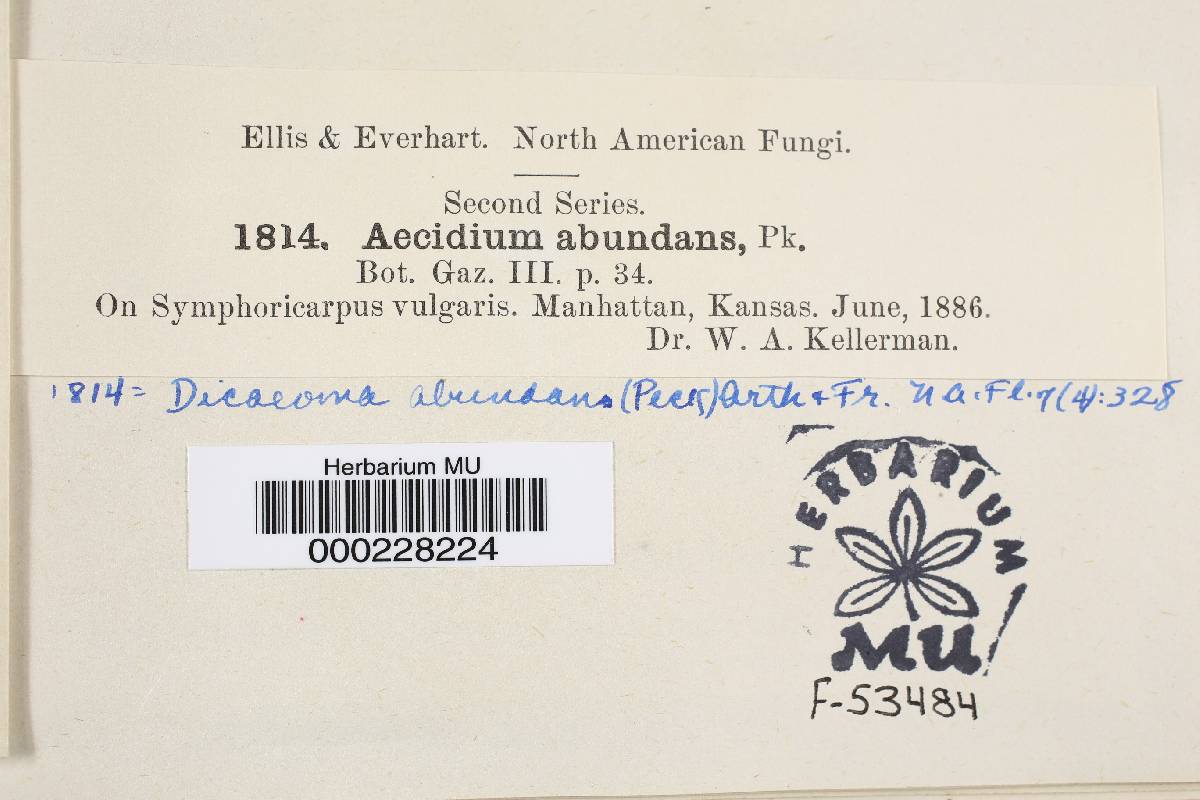 Ellis & Everhart. North American Fungi.
Second Series.
1814. Aecidium abundans, Pk.
Bot. Gaz. III. p. 34.
On Symphoricarpus vulgaris. Manhattan, Kansas. June, 1886.
Dr. W. A. Kellerman.
1814 = Dicaeoma abundans (Peck) Arth + Fr. N.A.Fl.7(4):328
Herbarium MU
000228224
HERBARIUM
MU
F-53484